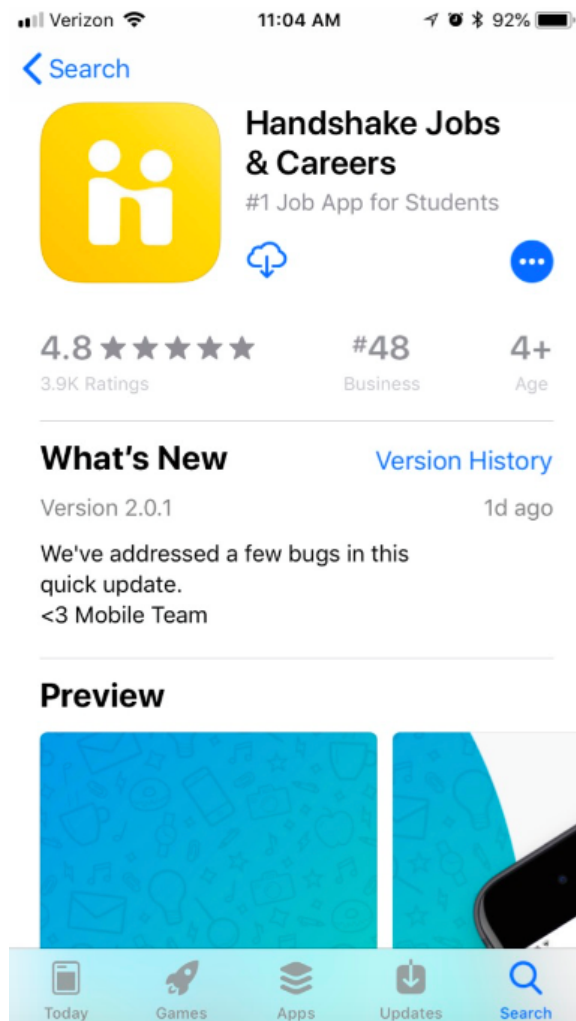 Verizon 11:04 AM 92%
Search
Handshake Jobs
& Careers
#1 Job App for Students
4.8 #48 4+
3.9K Ratings Business Age
What's New Version History
Version 2.0.1 1d ago
We've addressed a few bugs in this
quick update.
<3 Mobile Team
Preview
Today Games Apps Updates Search